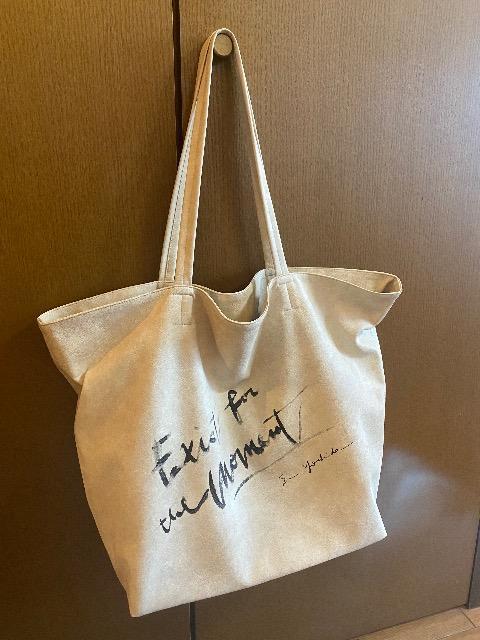 Exist for
the Moment